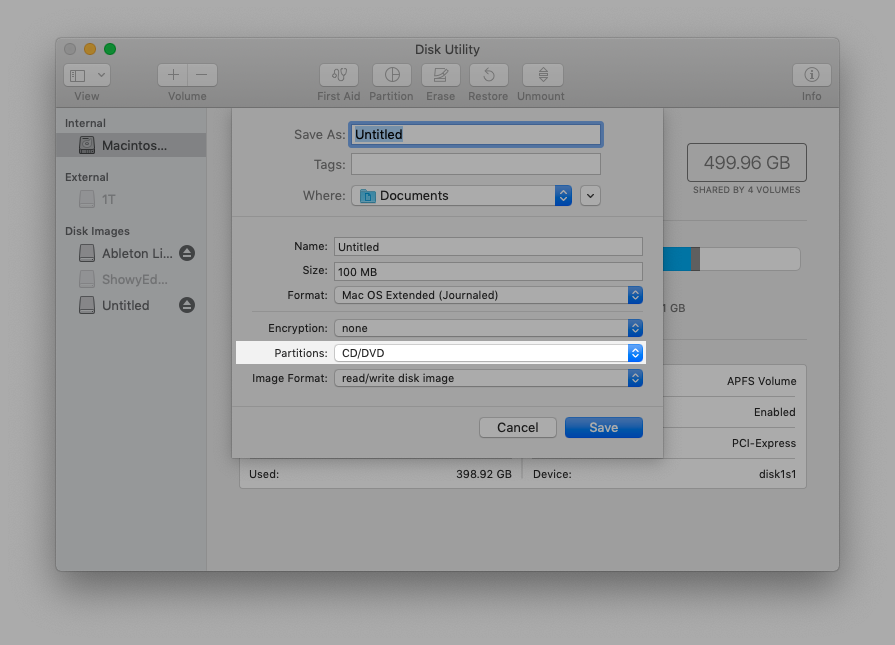 Disk Utility
View
Volume
First Aid
Partition
Erase
Restore
Unmount
Info
Internal
Macintos...
External
1T
Disk Images
Ableton Li...
ShowyEd...
Untitled
Save As: Untitled
Tags:
Where: Documents
Name: Untitled
Size: 100 MB
Format: Mac OS Extended (Journaled)
Encryption: none
Partitions: CD/DVD
Image Format: read/write disk image
Cancel Save
499.96 GB
SHARED BY 4 VOLUMES
GB
APFS Volume
Enabled
PCI-Express
Used: 398.92 GB
Device: disk1s1